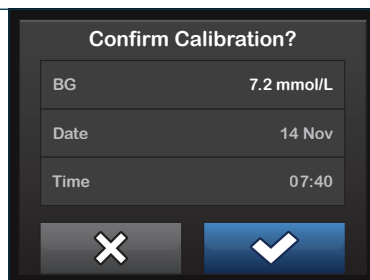 Confirm Calibration?
BG 7.2 mmol/L
Date 14 Nov
Time 07:40